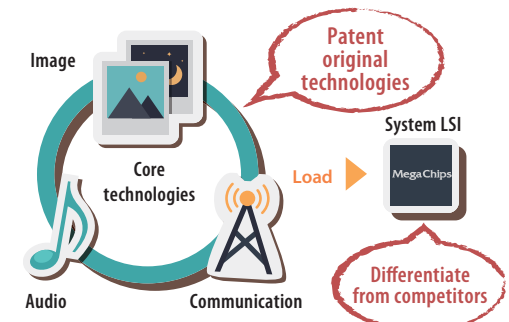 Patent
original
technologies
Image
System LSI
Core
technologies
Load
MegaChips
Differentiate
from competitors
Audio
Communication